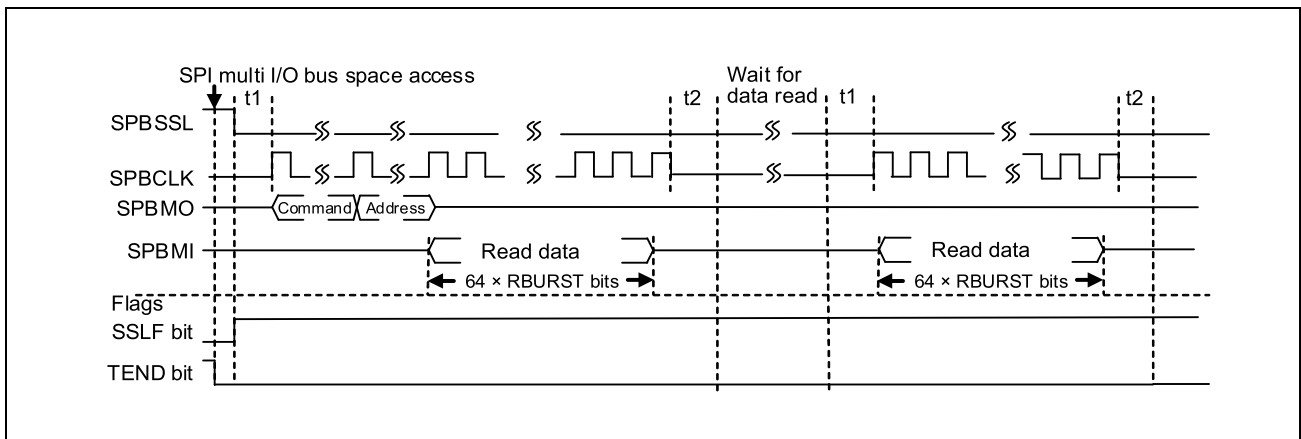 SPI multi I/O bus space access
Wait for
data read
t1
t2
t1
t2
SPBSSL
SPBCLK
SPBMO
Command
Address
SPBMI
Read data
Read data
64 × RBURST bits
64 × RBURST bits
Flags
SSLF bit
TEND bit